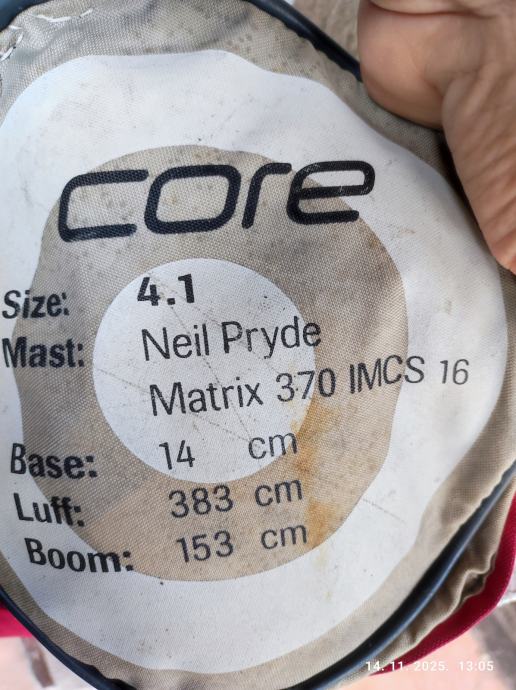 core
Size: 4.1
Mast: Neil Pryde
Matrix 370 IMCS 16
Base: 14 cm
Luff: 383 cm
Boom: 153 cm
14. 11. 2025. 13:05